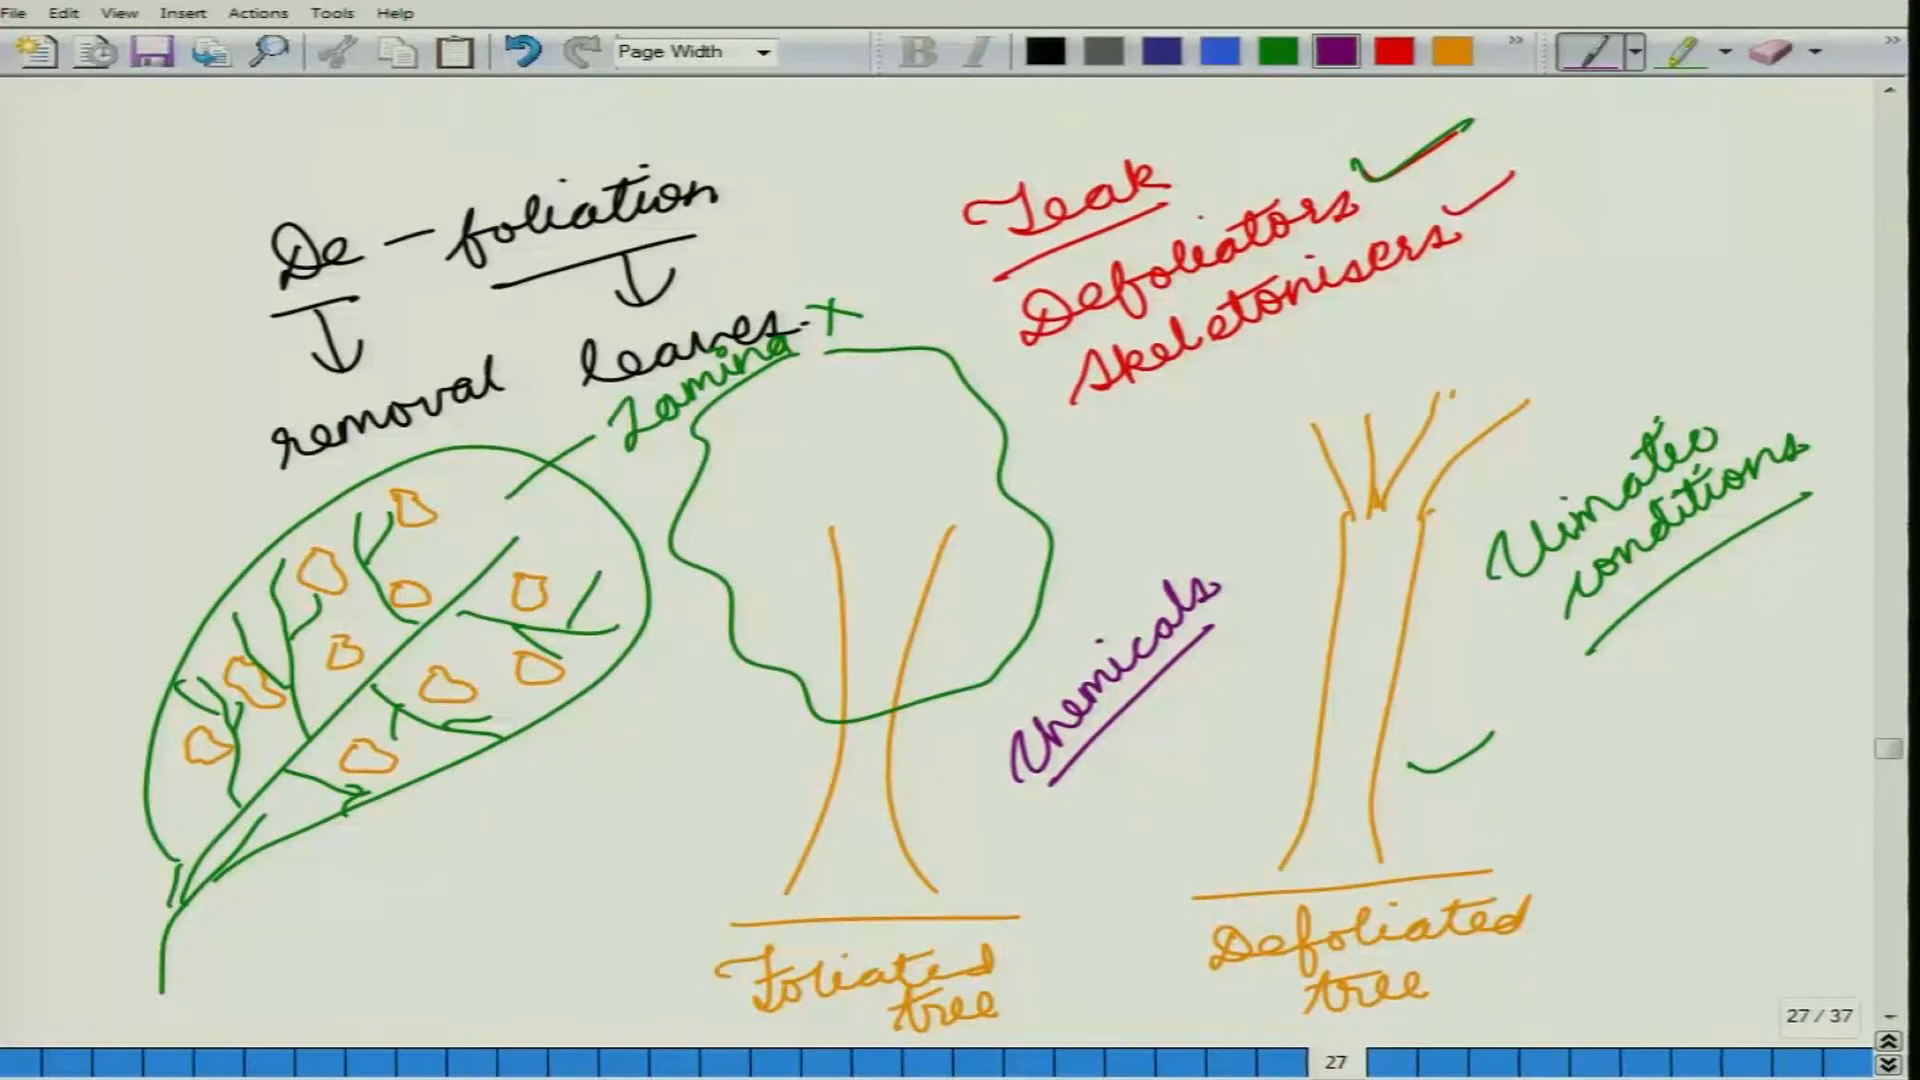 File Edit View Insert Actions Tools Help
Page Width
B I
De - foliation
removal leaves.
Lamina
Teak
Defoliators
Skeletonisers
Climatic
conditions
Chemicals
Foliated
tree
Defoliated
tree
27 / 37
27